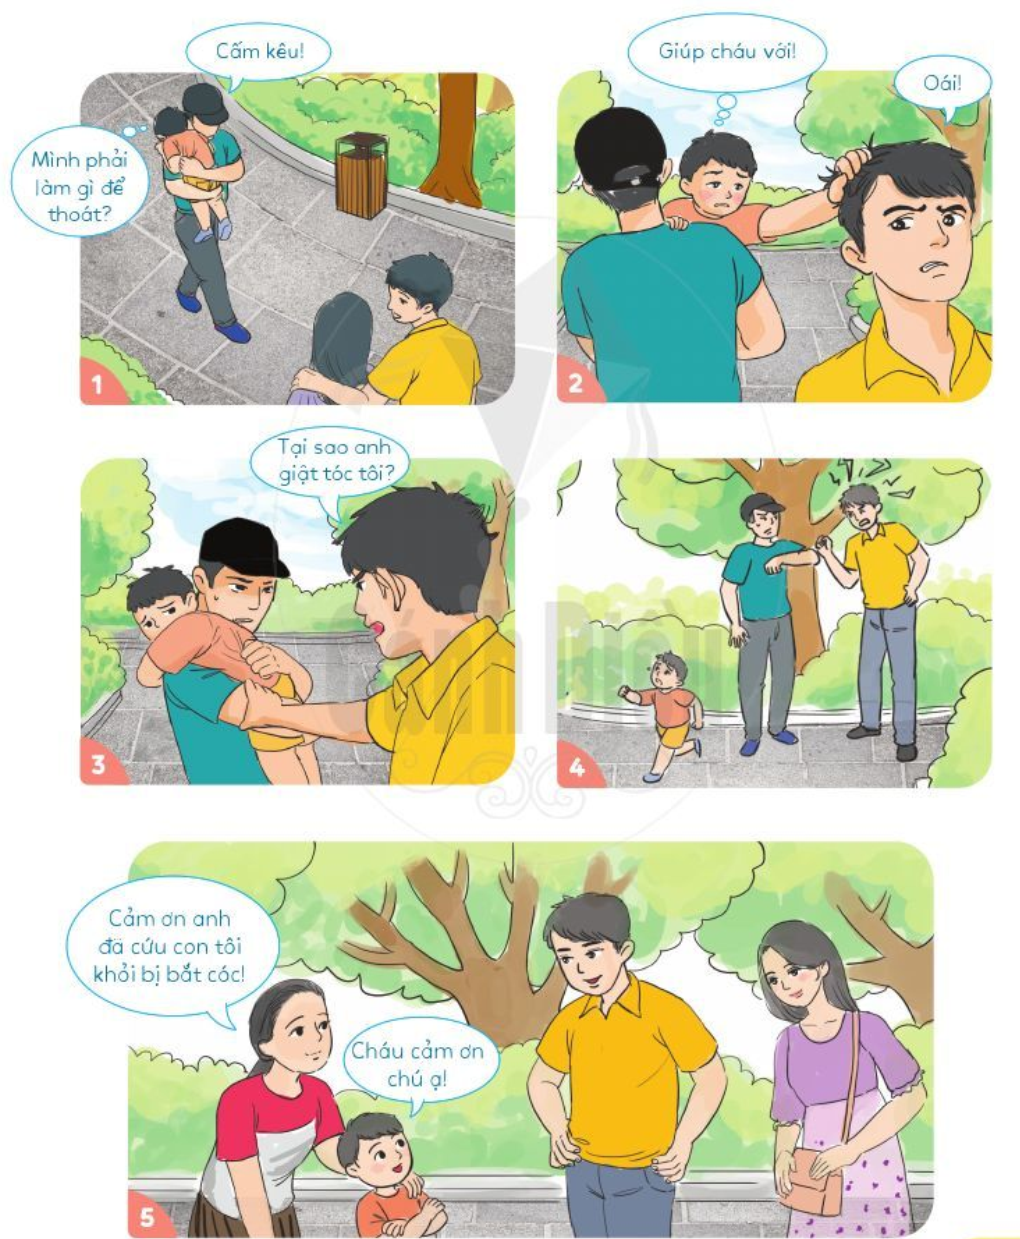 Cấm kêu!
Mình phải
làm gì để
thoát?
1
Giúp cháu với!
Oái!
2
Tại sao anh
giật tóc tôi?
3
4
Cảm ơn anh
đã cứu con tôi
khỏi bị bắt cóc!
Cháu cảm ơn
chú ạ!
5
Cánh Diều